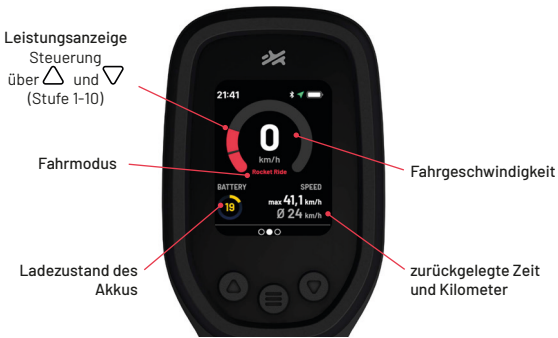 Leistungsanzeige
Steuerung
über △ und ▽
(Stufe 1-10)
Fahrmodus
Ladezustand des
Akkus
21:41
0
km/h
Rocket Ride
BATTERY SPEED
19
max 41,1 km/h
Ø 24 km/h
Fahrgeschwindigkeit
zurückgelegte Zeit
und Kilometer